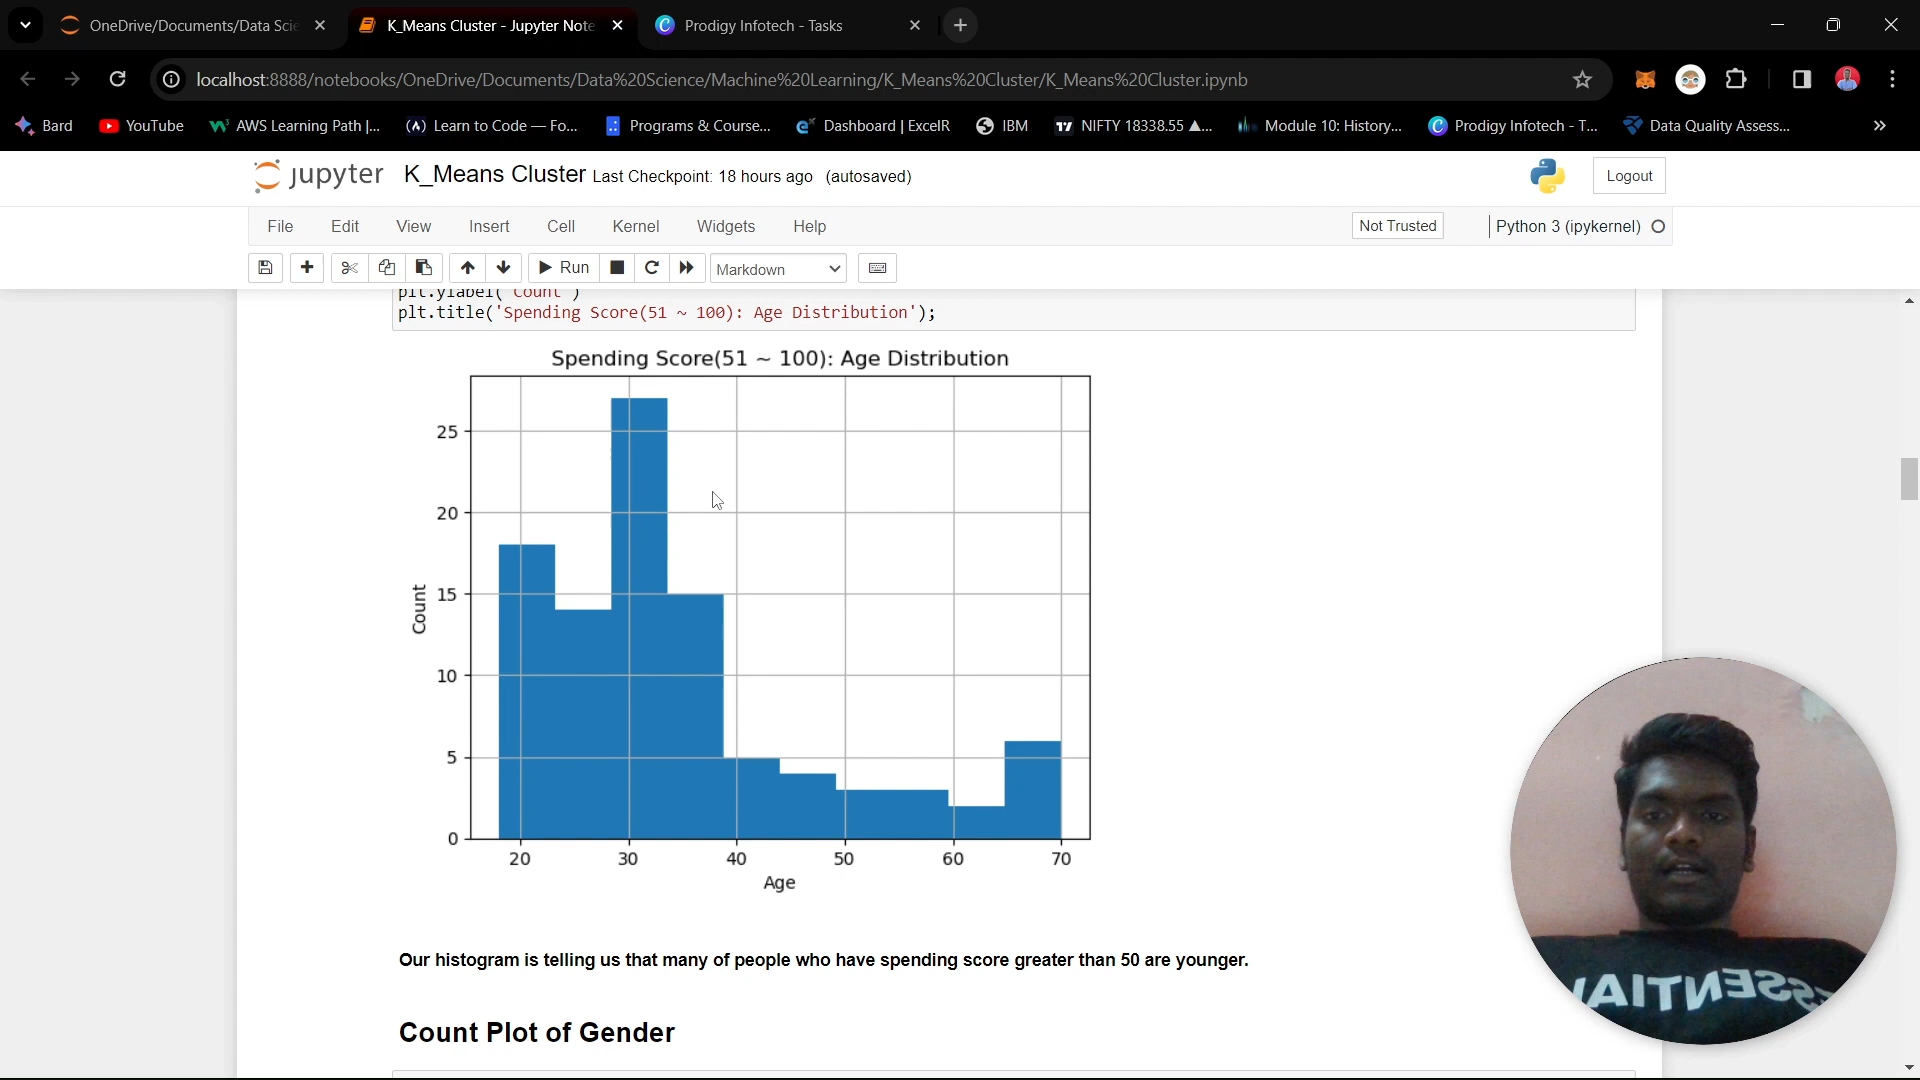 OneDrive/Documents/Data Scie
K_Means Cluster - Jupyter Note
Prodigy Infotech - Tasks
localhost:8888/notebooks/OneDrive/Documents/Data%20Science/Machine%20Learning/K_Means%20Cluster/K_Means%20Cluster.ipynb
Bard
YouTube
AWS Learning Path |...
Learn to Code — Fo...
Programs & Course...
Dashboard | ExcelR
IBM
NIFTY 18338.55 ▲...
Module 10: History...
Prodigy Infotech - T...
Data Quality Assess...
jupyter K_Means Cluster Last Checkpoint: 18 hours ago (autosaved)
Logout
File Edit View Insert Cell Kernel Widgets Help
Not Trusted
Python 3 (ipykernel)
Run
Markdown
plt.ylabel('Count')
plt.title('Spending Score(51 ~ 100): Age Distribution');
Spending Score(51 ~ 100): Age Distribution
25
20
15
10
5
0
Count
20 30 40 50 60 70
Age
Our histogram is telling us that many of people who have spending score greater than 50 are younger.
Count Plot of Gender